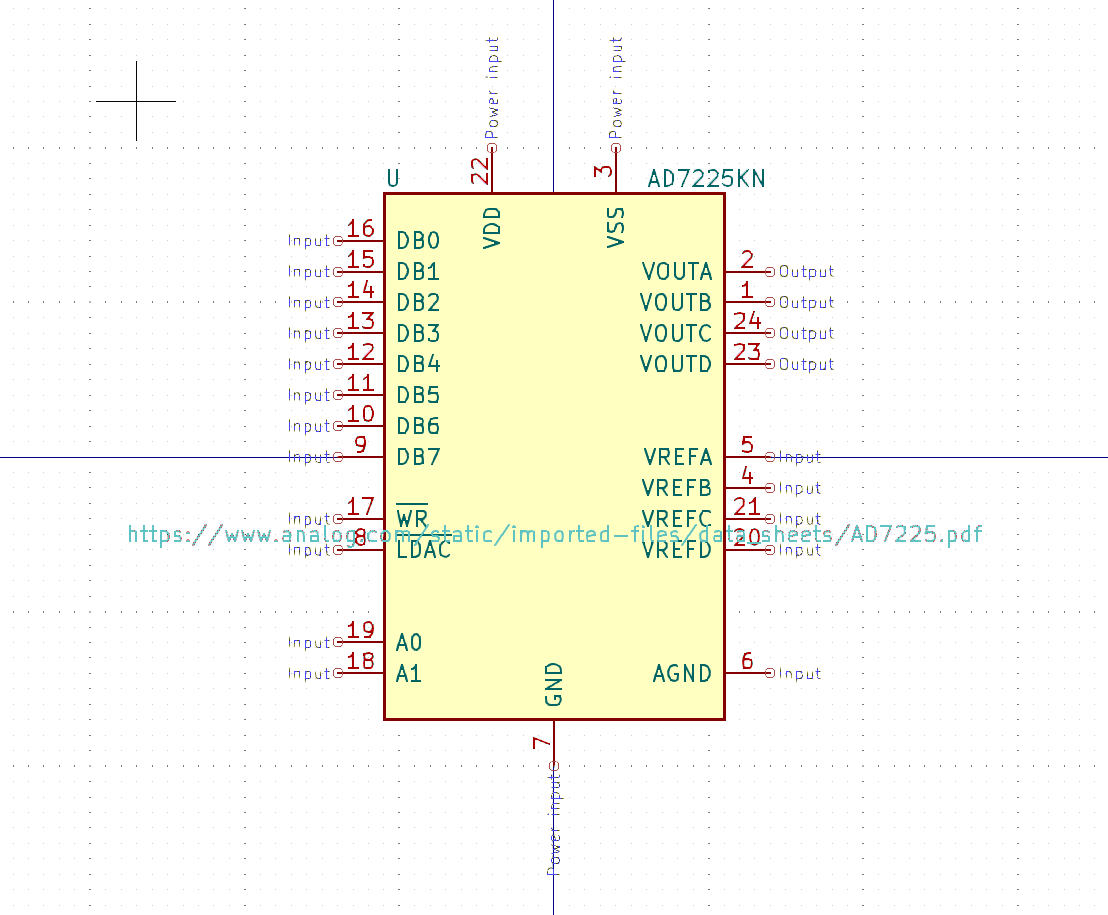 Power input Power input
22 3
U AD7225KN
VDD VSS
Input 16 DB0
Input 15 DB1 VOUTA 2 Output
Input 14 DB2 VOUTB 1 Output
Input 13 DB3 VOUTC 24 Output
Input 12 DB4 VOUTD 23 Output
Input 11 DB5
Input 10 DB6
Input 9 DB7 VREFA 5 Input
VREFB 4 Input
Input 17 WR VREFC 21 Input
https://www.analog.com/static/imported-files/data_sheets/AD7225.pdf
Input 8 LDAC VREFD 20 Input
Input 19 A0
Input 18 A1 AGND 6 Input
GND
7
Power input